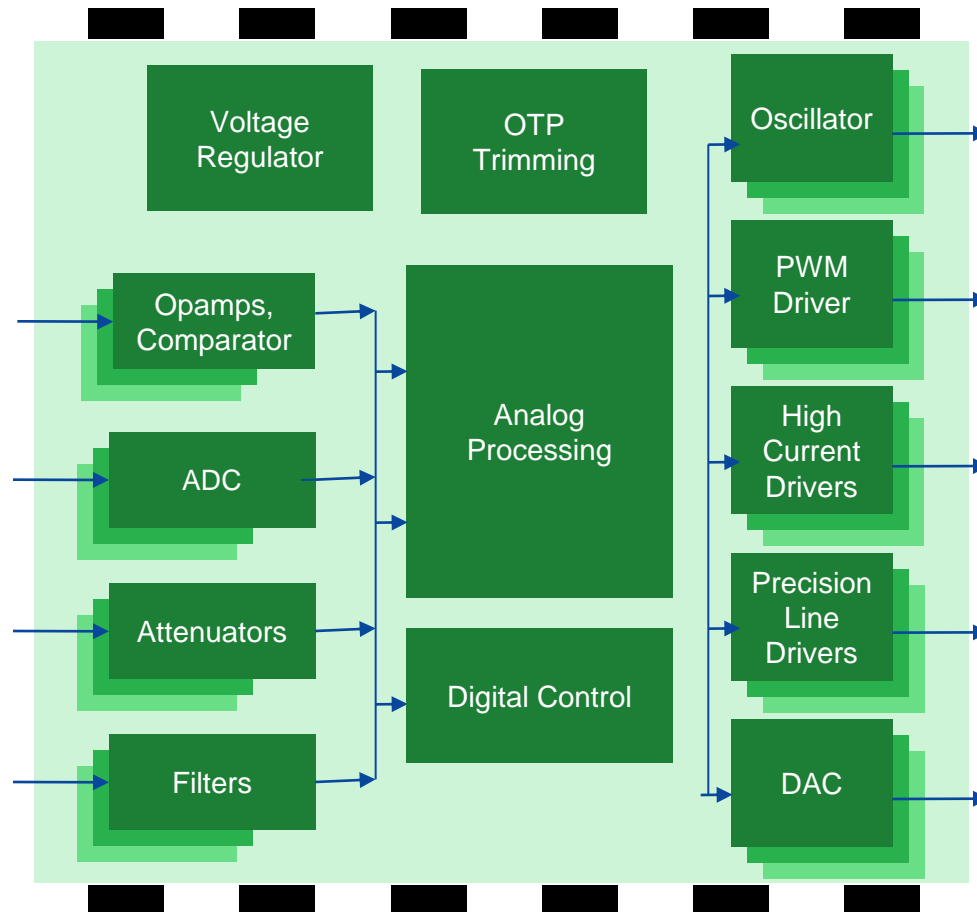 Voltage
Regulator
OTP
Trimming
Oscillator
PWM
Driver
Opamps,
Comparator
Analog
Processing
High
Current
Drivers
ADC
Precision
Line
Drivers
Attenuators
Digital Control
Filters
DAC